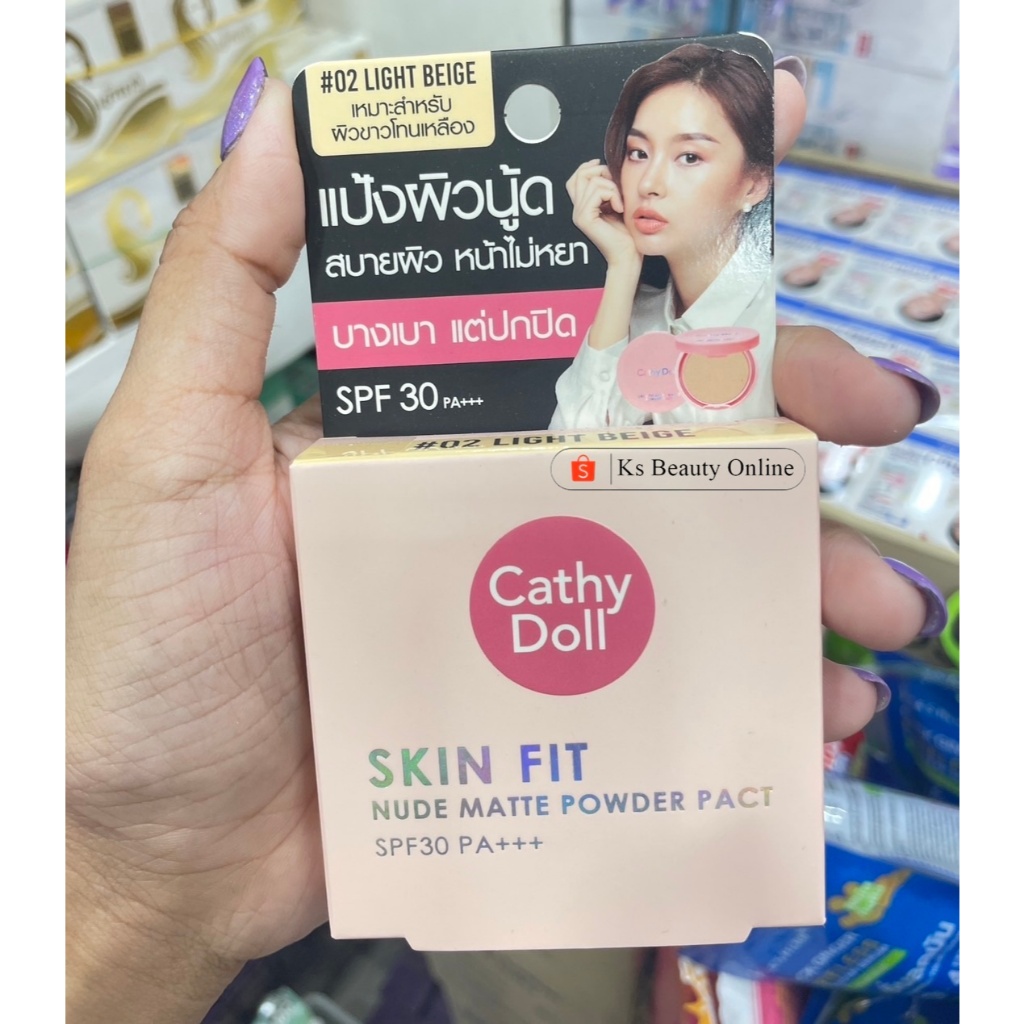 #02 LIGHT BEIGE
เหมาะสำหรับ
ผิวขาวโทนเหลือง
แป้งผิวนู้ด
สบายผิว หน้าไม่หยา
บางเบา แต่ปกปิด
SPF 30 PA+++
#02 LIGHT BEIGE
Ks Beauty Online
Cathy
Doll
SKIN FIT
NUDE MATTE POWDER PACT
SPF30 PA+++